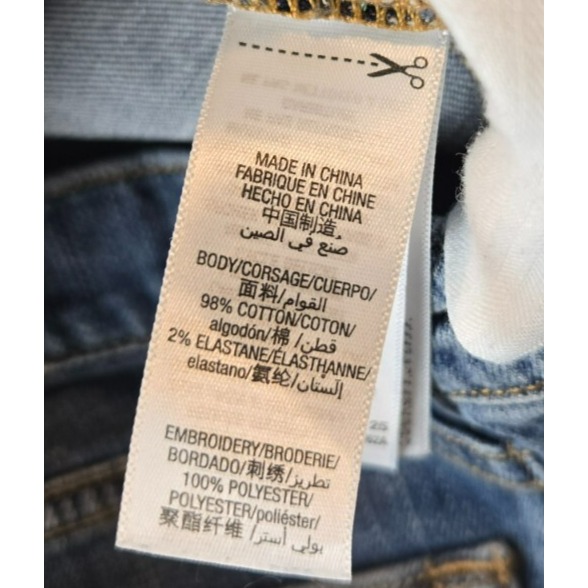 MADE IN CHINA
FABRIQUE EN CHINE
HECHO EN CHINA
中国制造
صُنع في الصين
BODY/CORSAGE/CUERPO/
面料/القوام/
98% COTTON/COTON/
algodón/棉/قطن/
2% ELASTANE/ÉLASTHANNE/
elastano/氨纶/إلستان
EMBROIDERY/BRODERIE/
BORDADO/刺绣/تطريز/
100% POLYESTER/
POLYESTER/poliéster/
聚酯纤维/بولي أستر